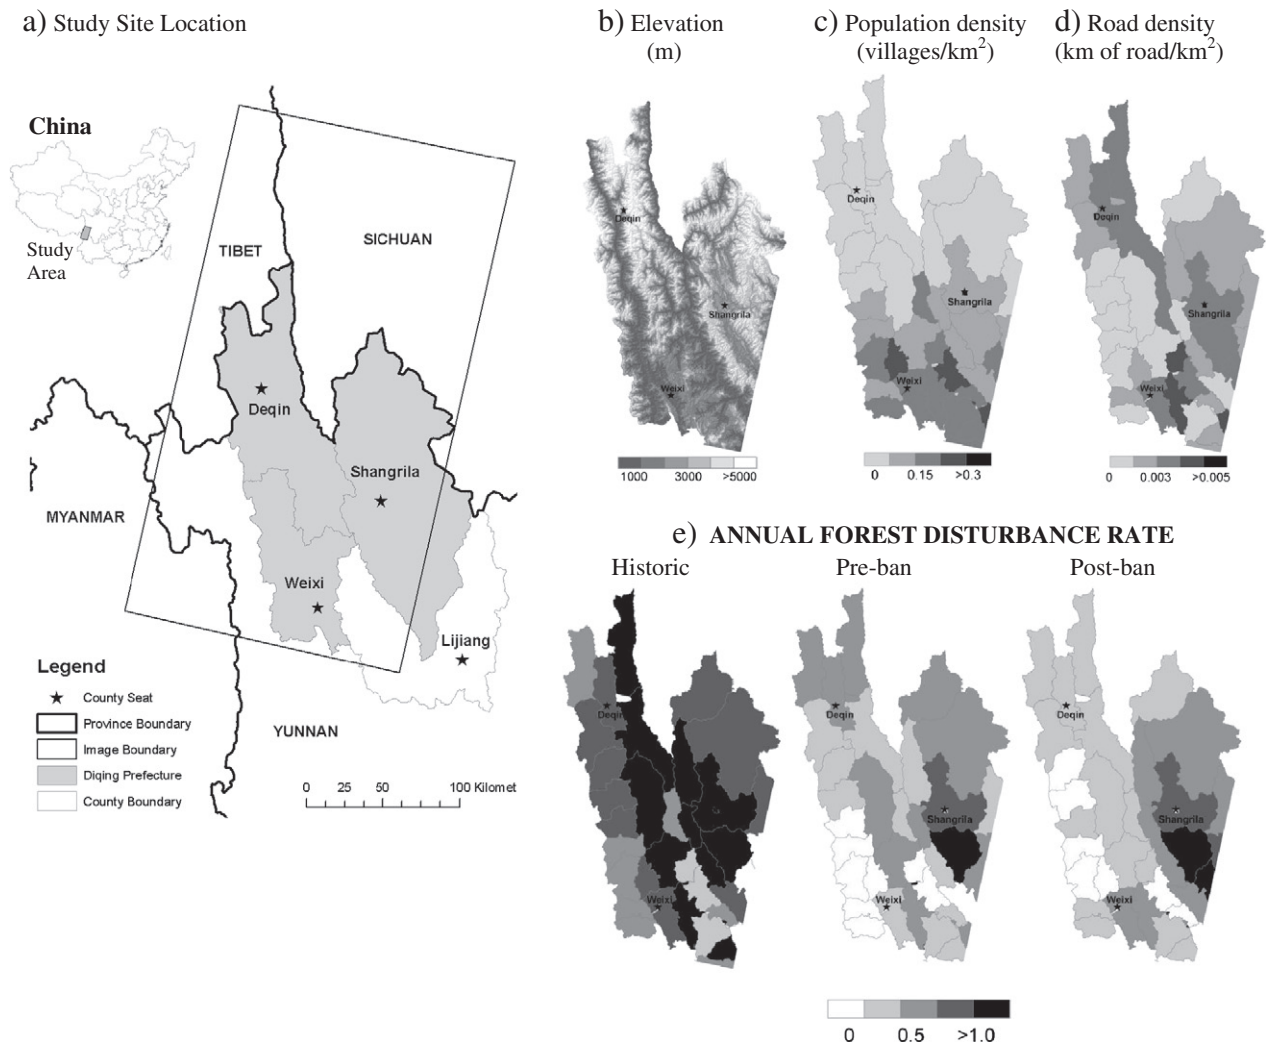 a) Study Site Location
China
Study
Area
TIBET
SICHUAN
Deqin
Shangrila
MYANMAR
Weixi
Lijiang
YUNNAN
Legend
County Seat
Province Boundary
Image Boundary
Diqing Prefecture
County Boundary
0 25 50 100 Kilomet
b) Elevation
(m)
Deqin
Shangrila
Weixi
1000 3000 >5000
c) Population density
(villages/km²)
Deqin
Shangrila
Weixi
0 0.15 >0.3
d) Road density
(km of road/km²)
Deqin
Shangrila
Weixi
0 0.003 >0.005
e) ANNUAL FOREST DISTURBANCE RATE
Historic
Deqin
Weixi
Pre-ban
Deqin
Shangrila
Weixi
Post-ban
Deqin
Shangrila
Weixi
0 0.5 >1.0